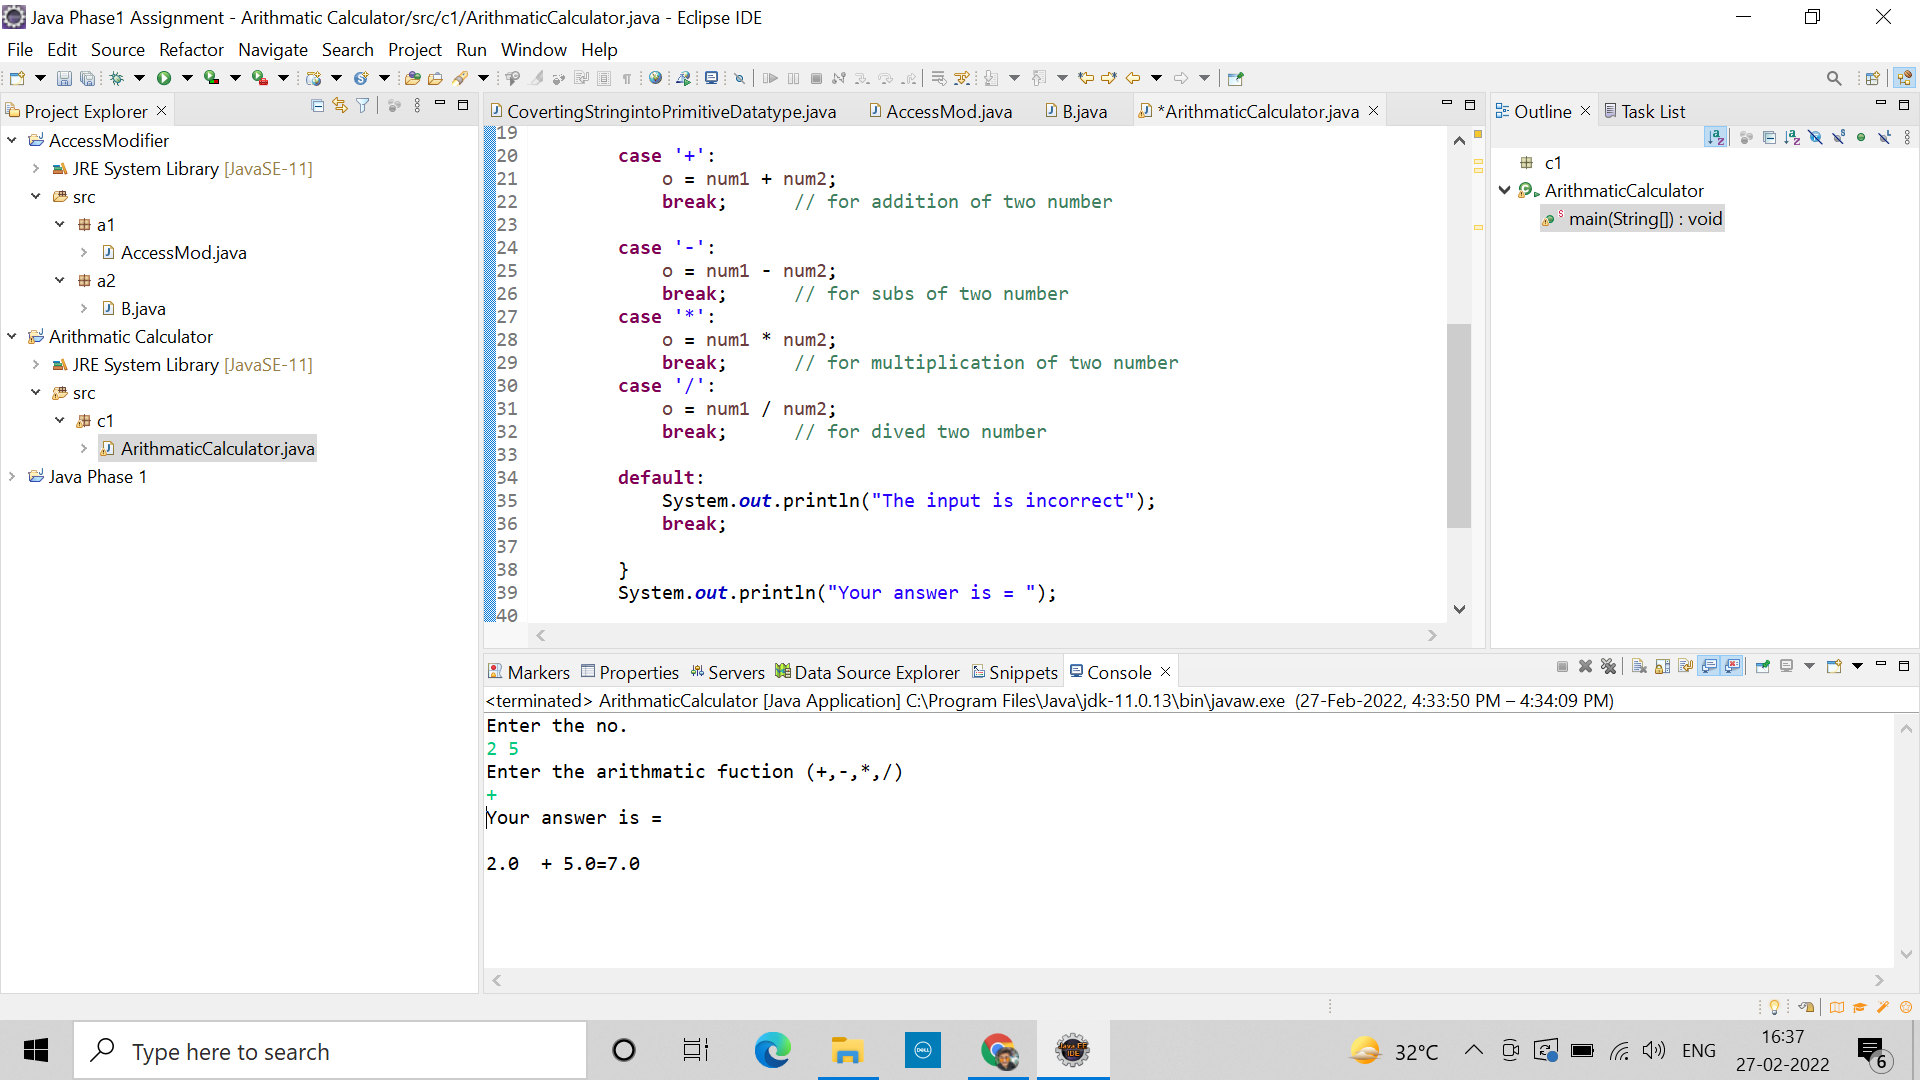 Java Phase1 Assignment - Arithmatic Calculator/src/c1/ArithmaticCalculator.java - Eclipse IDE
File Edit Source Refactor Navigate Search Project Run Window Help
Project Explorer
AccessModifier
JRE System Library [JavaSE-11]
src
a1
AccessMod.java
a2
B.java
Arithmatic Calculator
JRE System Library [JavaSE-11]
src
c1
ArithmaticCalculator.java
Java Phase 1
CovertingStringintoPrimitiveDatatype.java AccessMod.java B.java *ArithmaticCalculator.java
19
20 case '+':
21 o = num1 + num2;
22 break; // for addition of two number
23
24 case '-':
25 o = num1 - num2;
26 break; // for subs of two number
27 case '*':
28 o = num1 * num2;
29 break; // for multiplication of two number
30 case '/':
31 o = num1 / num2;
32 break; // for dived two number
33
34 default:
35 System.out.println("The input is incorrect");
36 break;
37
38 }
39 System.out.println("Your answer is = ");
40
Outline Task List
c1
ArithmaticCalculator
main(String[]) : void
Markers Properties Servers Data Source Explorer Snippets Console
<terminated> ArithmaticCalculator [Java Application] C:\Program Files\Java\jdk-11.0.13\bin\javaw.exe (27-Feb-2022, 4:33:50 PM – 4:34:09 PM)
Enter the no.
2 5
Enter the arithmatic fuction (+,-,*,/)
+
Your answer is =
2.0 + 5.0=7.0
Type here to search
DELL
32°C
ENG
16:37
27-02-2022
6